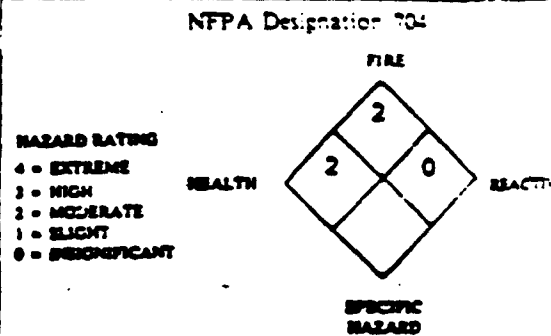 NFPA Designation 704
FIRE
2
HAZARD RATING
4 = EXTREME
3 = HIGH
2 = MODERATE
1 = SLIGHT
0 = INSIGNIFICANT
HEALTH
2
0
REACTI
SPECIFIC
HAZARD